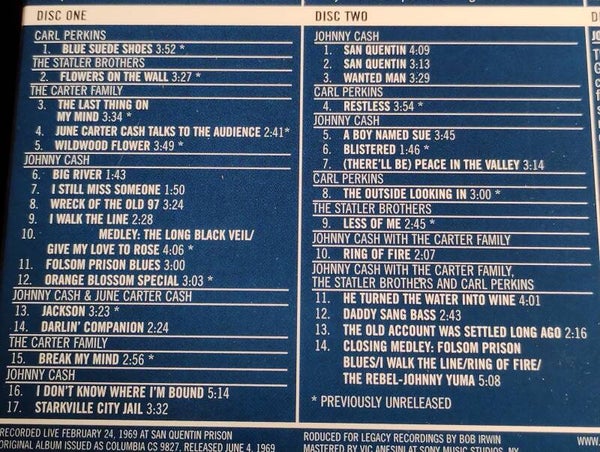 DISC ONE
CARL PERKINS
1. BLUE SUEDE SHOES 3:52 *
THE STATLER BROTHERS
2. FLOWERS ON THE WALL 3:27 *
THE CARTER FAMILY
3. THE LAST THING ON
MY MIND 3:34 *
4. JUNE CARTER CASH TALKS TO THE AUDIENCE 2:41 *
5. WILDWOOD FLOWER 3:49 *
JOHNNY CASH
6. BIG RIVER 1:43
7. I STILL MISS SOMEONE 1:50
8. WRECK OF THE OLD 97 3:24
9. I WALK THE LINE 2:28
10. MEDLEY: THE LONG BLACK VEIL/
GIVE MY LOVE TO ROSE 4:06 *
11. FOLSOM PRISON BLUES 3:00
12. ORANGE BLOSSOM SPECIAL 3:03 *
JOHNNY CASH & JUNE CARTER CASH
13. JACKSON 3:23 *
14. DARLIN' COMPANION 2:24
THE CARTER FAMILY
15. BREAK MY MIND 2:56 *
JOHNNY CASH
16. I DON'T KNOW WHERE I'M BOUND 5:14
17. STARKVILLE CITY JAIL 3:32
RECORDED LIVE FEBRUARY 24, 1969 AT SAN QUENTIN PRISON
ORIGINAL ALBUM ISSUED AS COLUMBIA CS 9827, RELEASED JUNE 4, 1969
DISC TWO
JOHNNY CASH
1. SAN QUENTIN 4:09
2. SAN QUENTIN 3:13
3. WANTED MAN 3:29
CARL PERKINS
4. RESTLESS 3:54 *
JOHNNY CASH
5. A BOY NAMED SUE 3:45
6. BLISTERED 1:46 *
7. (THERE'LL BE) PEACE IN THE VALLEY 3:14
CARL PERKINS
8. THE OUTSIDE LOOKING IN 3:00 *
THE STATLER BROTHERS
9. LESS OF ME 2:45 *
JOHNNY CASH WITH THE CARTER FAMILY
10. RING OF FIRE 2:07
JOHNNY CASH WITH THE CARTER FAMILY,
THE STATLER BROTHERS AND CARL PERKINS
11. HE TURNED THE WATER INTO WINE 4:01
12. DADDY SANG BASS 2:43
13. THE OLD ACCOUNT WAS SETTLED LONG AGO 2:16
14. CLOSING MEDLEY: FOLSOM PRISON
BLUES/I WALK THE LINE/RING OF FIRE/
THE REBEL-JOHNNY YUMA 5:08
* PREVIOUSLY UNRELEASED
RODUCED FOR LEGACY RECORDINGS BY BOB IRWIN
MASTERED BY VIC ANESINI AT SONY MUSIC STUDIOS, NY
WWW.